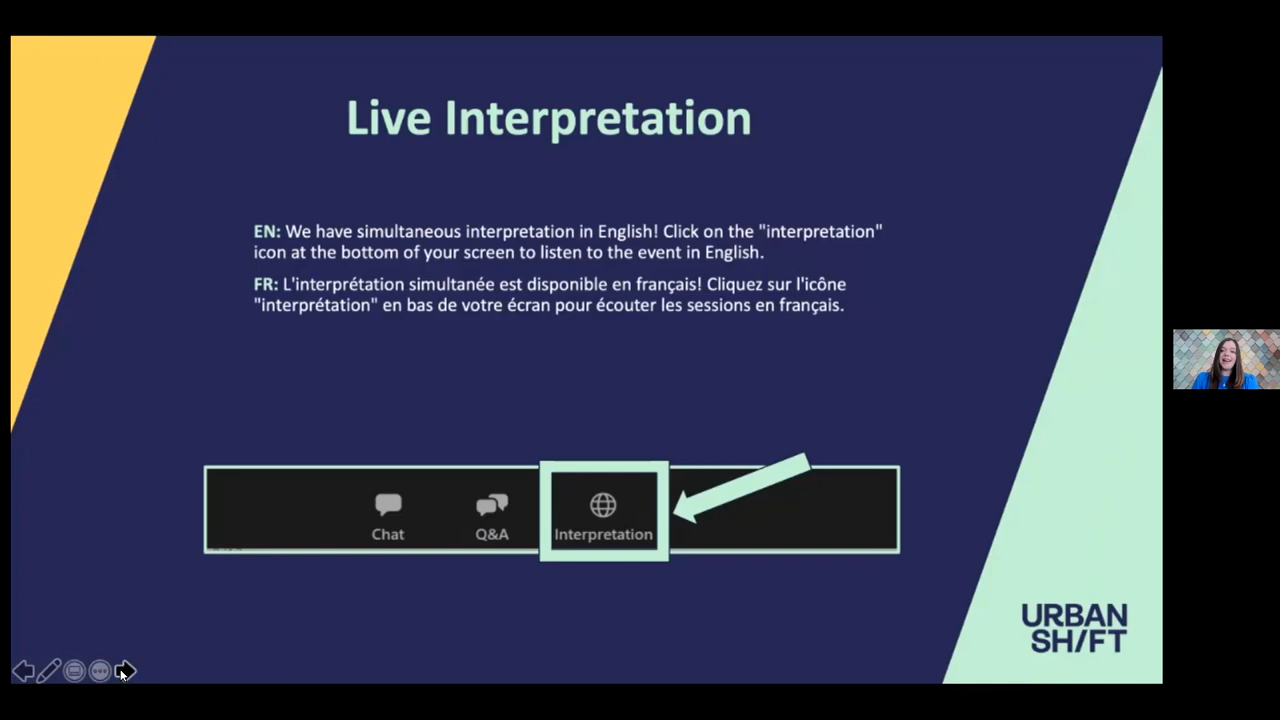 Live Interpretation
EN: We have simultaneous interpretation in English! Click on the "interpretation"
icon at the bottom of your screen to listen to the event in English.
FR: L'interprétation simultanée est disponible en français! Cliquez sur l'icône
"interprétation" en bas de votre écran pour écouter les sessions en français.
Chat
Q&A
Interpretation
URBAN
SH/FT